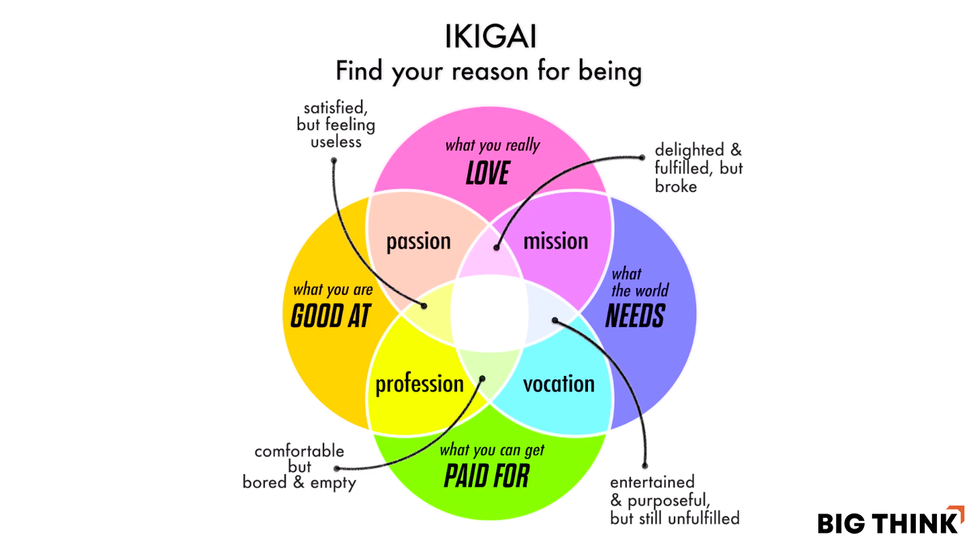 IKIGAI
Find your reason for being
satisfied,
but feeling
useless
what you really
LOVE
delighted &
fulfilled, but
broke
passion
mission
what you are
GOOD AT
what
the world
NEEDS
profession
vocation
what you can get
PAID FOR
comfortable
but
bored & empty
entertained
& purposeful,
but still unfulfilled
BIG THINK